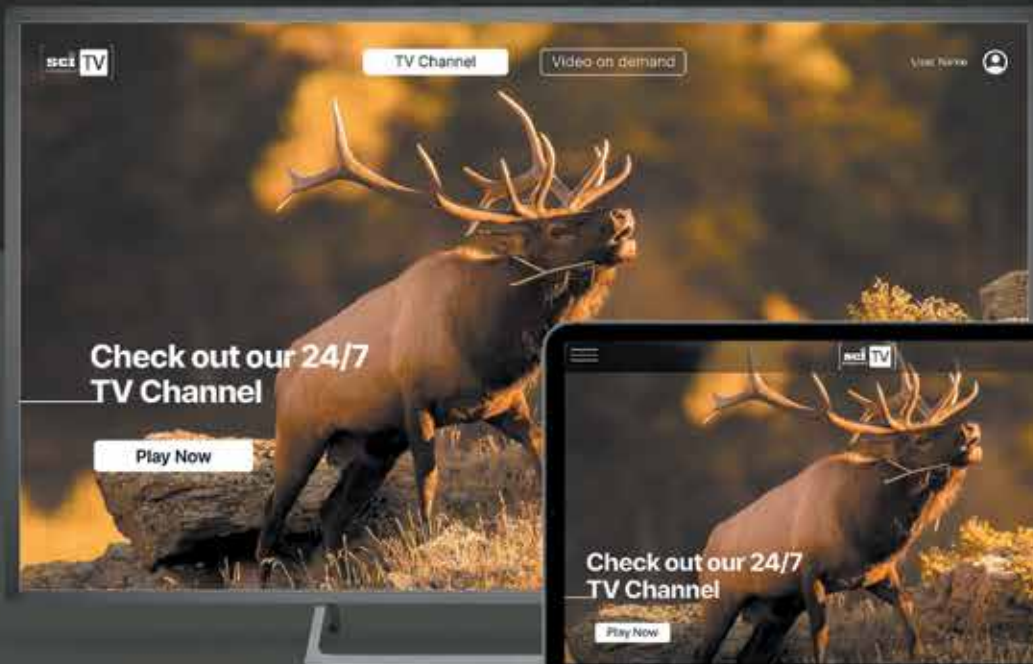 sci TV
TV Channel
Video on demand
User Name
Check out our 24/7
TV Channel
Play Now
sci TV
Check out our 24/7
TV Channel
Play Now